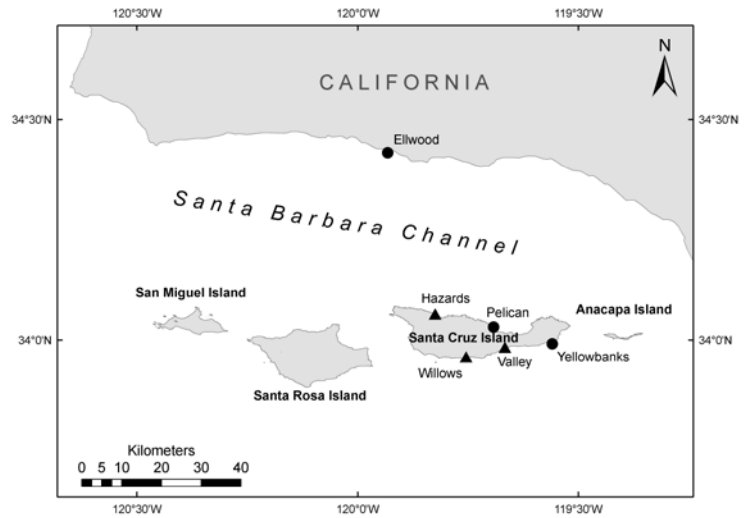 120°30'W 120°0'W 119°30'W
N
CALIFORNIA
34°30'N 34°30'N
Ellwood
Santa Barbara Channel
San Miguel Island
Hazards
Pelican
Anacapa Island
34°0'N 34°0'N
Santa Cruz Island
Willows
Valley
Yellowbanks
Santa Rosa Island
Kilometers
0 5 10 20 30 40
120°30'W 120°0'W 119°30'W